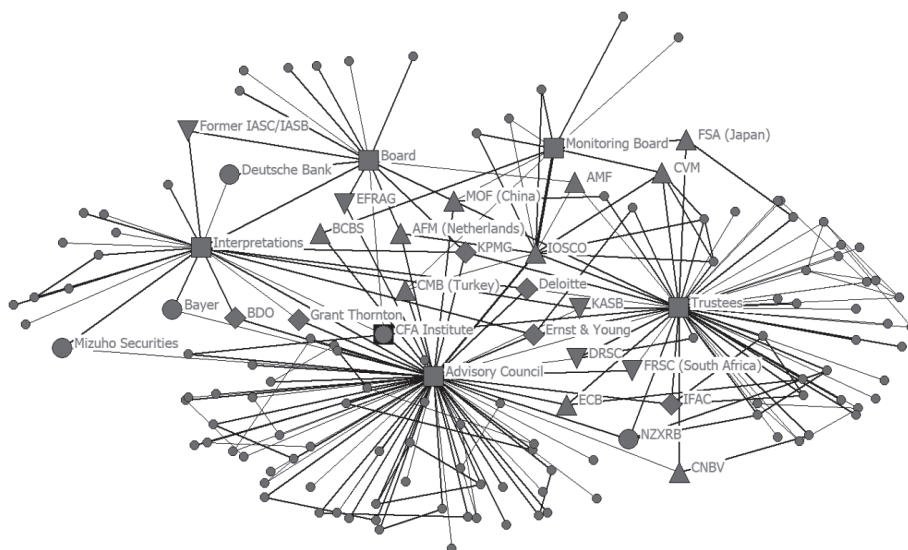 Former IASC/IASB
Board
Monitoring Board
FSA (Japan)
Deutsche Bank
CVM
AMF
EFRAG
MOF (China)
BCBS
AFM (Netherlands)
Interpretations
KPMG
IOSCO
CMB (Turkey)
Deloitte
KASB
Trustees
Bayer
BDO
Grant Thornton
CFA Institute
Ernst & Young
Mizuho Securities
DRSC
Advisory Council
FRSC (South Africa)
ECB
IFAC
NZXRB
CNBV